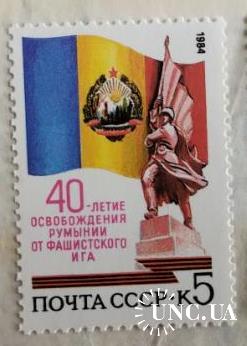 1984
40-ЛЕТИЕ
ОСВОБОЖДЕНИЯ
РУМЫНИИ
ОТ ФАШИСТСКОГО
ИГА
ПОЧТА СССР•К5
UNC.UA